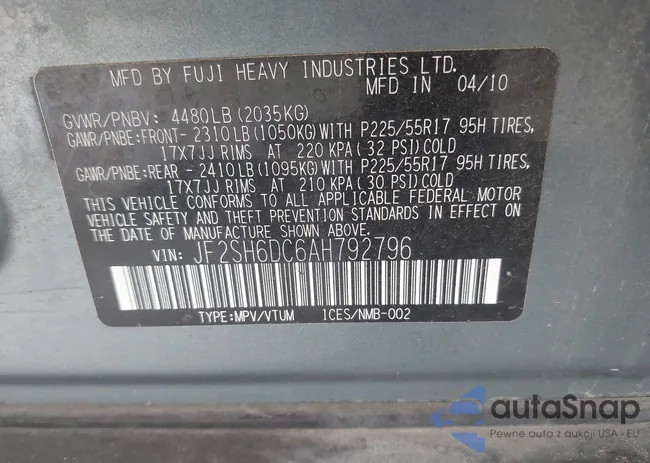 MFD BY FUJI HEAVY INDUSTRIES LTD.
MFD IN 04/10
GVWR/PNBV: 4480LB(2035KG)
GAWR/PNBE:FRONT- 2310LB(1050KG)WITH P225/55R17 95H TIRES,
17X7JJ RIMS AT 220 KPA(32 PSI)COLD
GAWR/PNBE:REAR - 2410LB(1095KG)WITH P225/55R17 95H TIRES,
17X7JJ RIMS AT 210 KPA(30 PSI)COLD
THIS VEHICLE CONFORMS TO ALL APPLICABLE FEDERAL MOTOR
VEHICLE SAFETY AND THEFT PREVENTION STANDARDS IN EFFECT ON
THE DATE OF MANUFACTURE SHOWN ABOVE.
VIN: JF2SH6DC6AH792796
TYPE:MPV/VTUM 1CES/NMB-002
autaSnap
Pewne auta z aukcji USA · EU